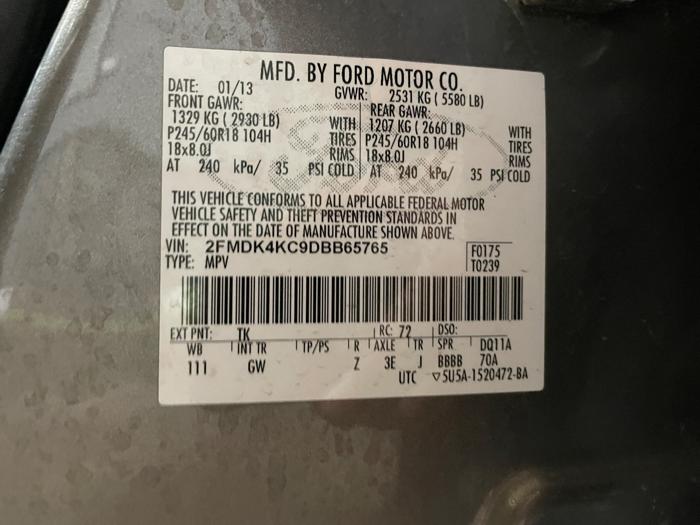 MFD. BY FORD MOTOR CO.
DATE: 01/13 GVWR: 2531 KG ( 5580 LB)
FRONT GAWR: REAR GAWR:
1329 KG ( 2930 LB) WITH 1207 KG ( 2660 LB) WITH
P245/60R18 104H TIRES P245/60R18 104H TIRES
18x8.0J RIMS 18x8.0J RIMS
AT 240 kPa/ 35 PSI COLD AT 240 kPa/ 35 PSI COLD
THIS VEHICLE CONFORMS TO ALL APPLICABLE FEDERAL MOTOR
VEHICLE SAFETY AND THEFT PREVENTION STANDARDS IN
EFFECT ON THE DATE OF MANUFACTURE SHOWN ABOVE.
VIN: 2FMDK4KC9DBB65765 F0175
TYPE: MPV T0239
EXT PNT: TK RC: 72 DSO:
WB INT TR TP/PS R AXLE TR SPR DQ11A
111 GW Z 3E J BBBB 70A
UTC ▽5U5A-1520472-BA
Ford